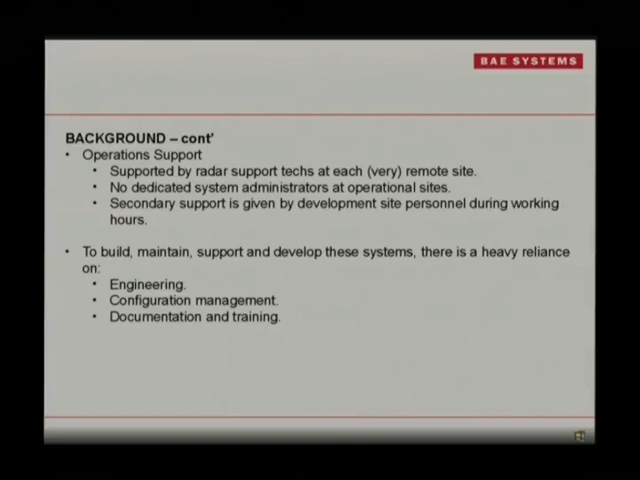 BAE SYSTEMS
BACKGROUND – cont'
• Operations Support
• Supported by radar support techs at each (very) remote site.
• No dedicated system administrators at operational sites.
• Secondary support is given by development site personnel during working
hours.
• To build, maintain, support and develop these systems, there is a heavy reliance
on:
• Engineering.
• Configuration management.
• Documentation and training.